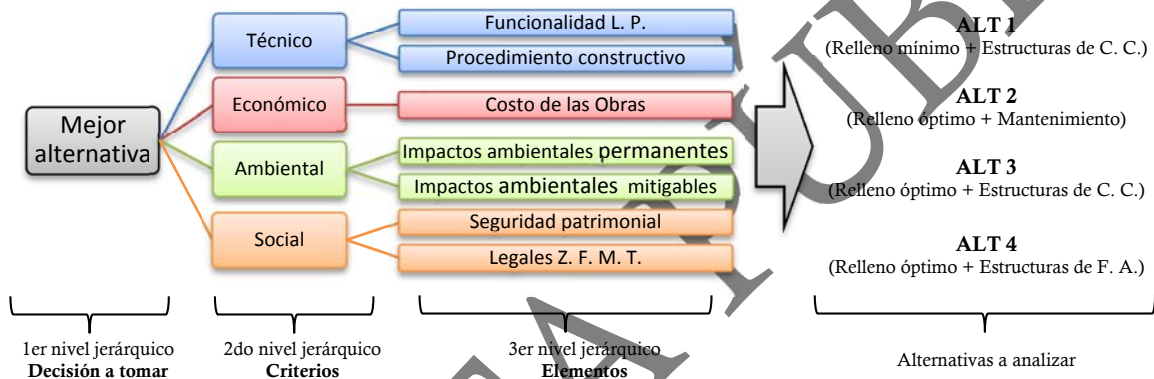 Mejor
alternativa
Técnico
Económico
Ambiental
Social
Funcionalidad L. P.
Procedimiento constructivo
Costo de las Obras
Impactos ambientales permanentes
Impactos ambientales mitigables
Seguridad patrimonial
Legales Z. F. M. T.
ALT 1
(Relleno mínimo + Estructuras de C. C.)
ALT 2
(Relleno óptimo + Mantenimiento)
ALT 3
(Relleno óptimo + Estructuras de C. C.)
ALT 4
(Relleno óptimo + Estructuras de F. A.)
1er nivel jerárquico
Decisión a tomar
2do nivel jerárquico
Criterios
3er nivel jerárquico
Elementos
Alternativas a analizar